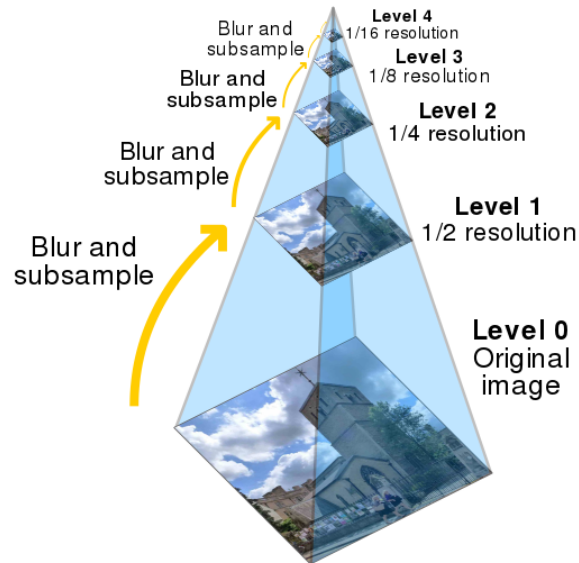 Level 4
1/16 resolution
Blur and
subsample
Level 3
1/8 resolution
Blur and
subsample
Level 2
1/4 resolution
Blur and
subsample
Level 1
1/2 resolution
Blur and
subsample
Level 0
Original
image